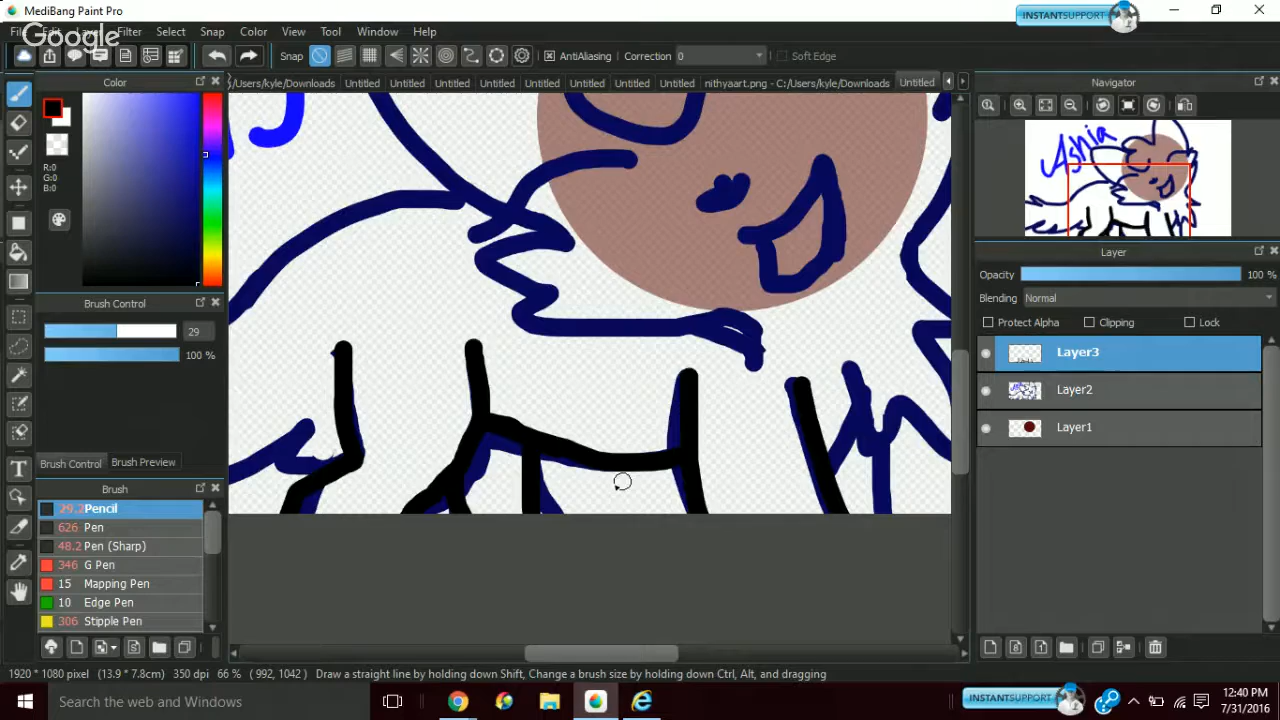 MediBang Paint Pro
INSTANTSUPPORT
File Edit Layer Filter Select Snap Color View Tool Window Help
Google
Snap AntiAliasing Correction 0 Soft Edge
Color
/Users/kyle/Downloads Untitled Untitled Untitled Untitled Untitled Untitled Untitled nithyaart.png - C:/Users/kyle/Downloads Untitled
Navigator
R:0
G:0
B:0
Ashia
Layer
Opacity 100 %
Blending Normal
Protect Alpha Clipping Lock
Layer3
Layer2
Layer1
Brush Control
29
100 %
Brush Control Brush Preview
Brush
29.2 Pencil
626 Pen
48.2 Pen (Sharp)
346 G Pen
15 Mapping Pen
10 Edge Pen
306 Stipple Pen
1920 * 1080 pixel (13.9 * 7.8cm) 350 dpi 66 % ( 992, 1042 ) Draw a straight line by holding down Shift, Change a brush size by holding down Ctrl, Alt, and dragging
Search the web and Windows
INSTANTSUPPORT
12:40 PM
7/31/2016